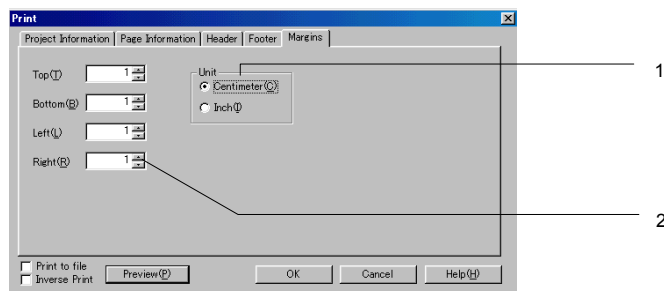 Print
Project Information Page Information Header Footer Margins
Top(T) 1
Unit
Centimeter(C)
Bottom(B) 1
Inch(I)
Left(L) 1
Right(R) 1
Print to file
Inverse Print
Preview(P) OK Cancel Help(H)
1
2